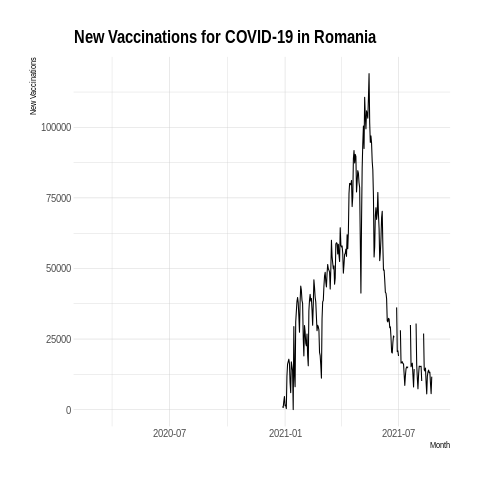 New Vaccinations for COVID-19 in Romania
New Vaccinations
100000
75000
50000
25000
0
2020-07
2021-01
2021-07
Month